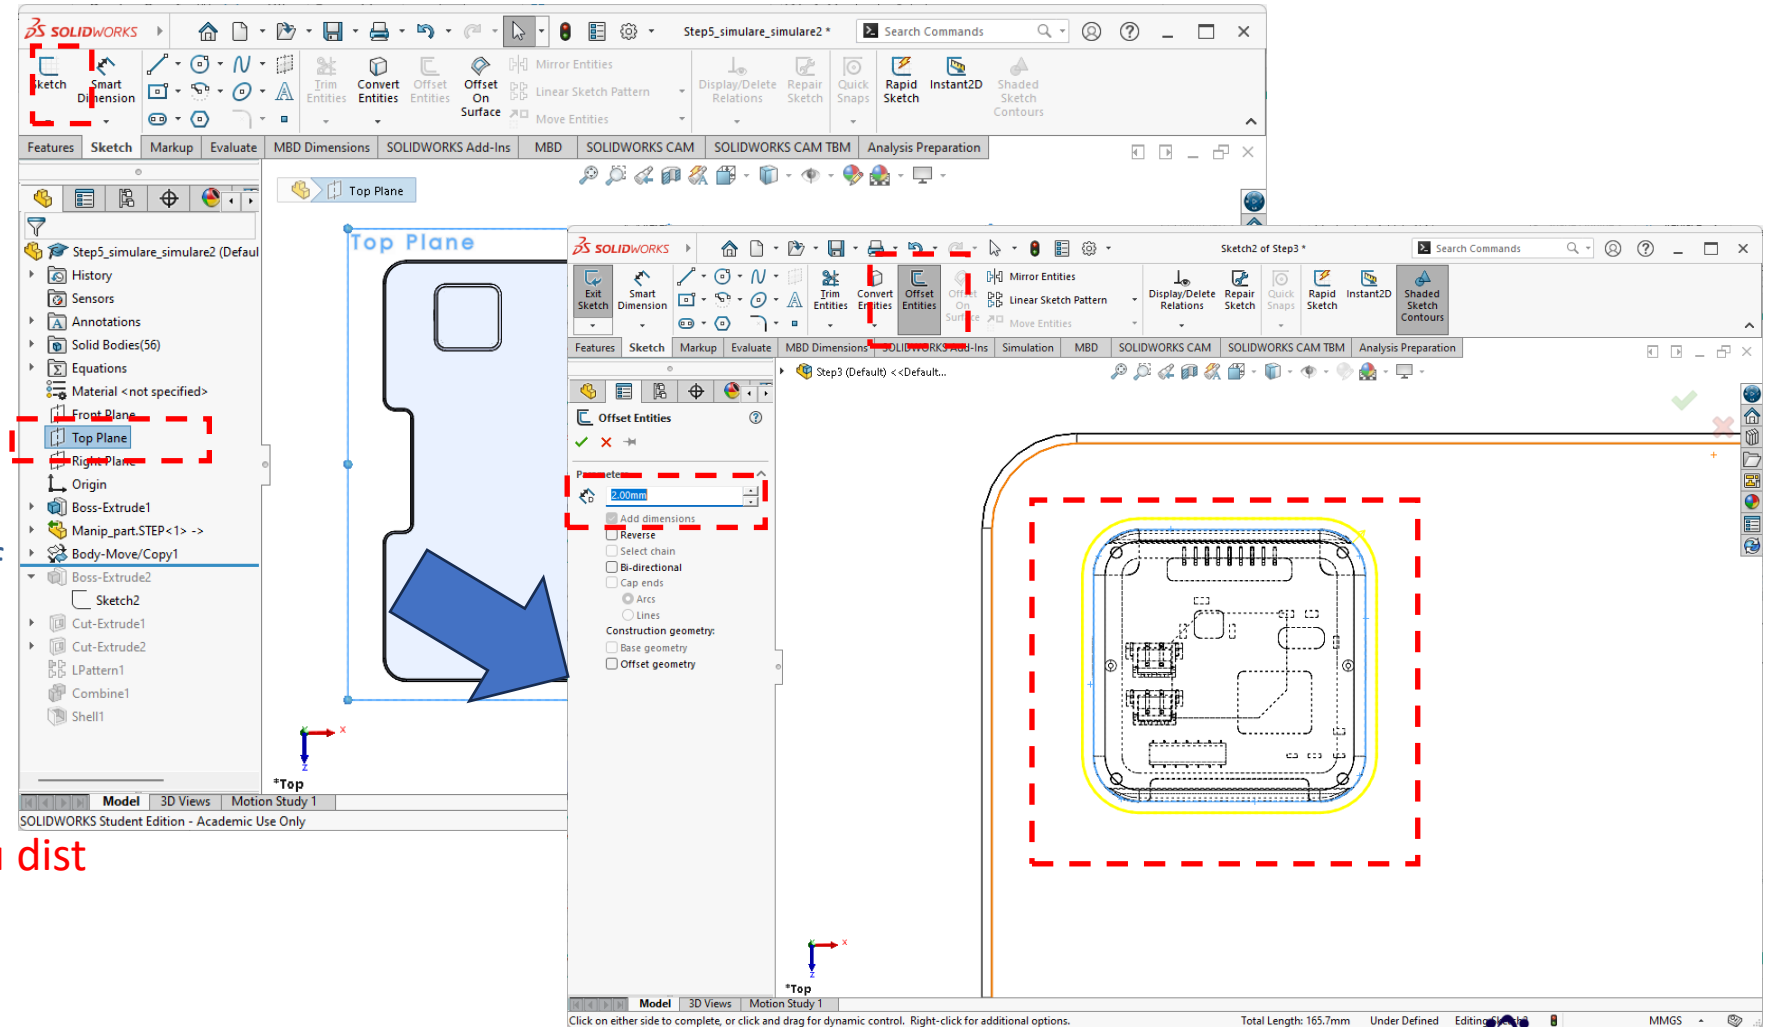 SOLIDWORKS
Step5_simulare_simulare2 *
Search Commands
Sketch
Smart Dimension
Trim Entities
Convert Entities
Offset Entities
Offset On Surface
Mirror Entities
Linear Sketch Pattern
Move Entities
Display/Delete Relations
Repair Sketch
Quick Snaps
Rapid Sketch
Instant2D
Shaded Sketch Contours
Features Sketch Markup Evaluate MBD Dimensions SOLIDWORKS Add-Ins MBD SOLIDWORKS CAM SOLIDWORKS CAM TBM Analysis Preparation
Top Plane
Top Plane
Step5_simulare_simulare2 (Defaul
History
Sensors
Annotations
Solid Bodies(56)
Equations
Material <not specified>
Front Plane
Top Plane
Right Plane
Origin
Boss-Extrude1
Manip_part.STEP<1> ->
Body-Move/Copy1
Boss-Extrude2
Sketch2
Cut-Extrude1
Cut-Extrude2
LPattern1
Combine1
Shell1
x
z
*Top
Model 3D Views Motion Study 1
SOLIDWORKS Student Edition - Academic Use Only
dist
SOLIDWORKS
Sketch2 of Step3 *
Search Commands
Exit Sketch
Smart Dimension
Trim Entities
Convert Entities
Offset Entities
Offset On Surface
Mirror Entities
Linear Sketch Pattern
Move Entities
Display/Delete Relations
Repair Sketch
Quick Snaps
Rapid Sketch
Instant2D
Shaded Sketch Contours
Features Sketch Markup Evaluate MBD Dimensions SOLIDWORKS Add-Ins Simulation MBD SOLIDWORKS CAM SOLIDWORKS CAM TBM Analysis Preparation
Step3 (Default) <<Default...
Offset Entities
Parameters
2.00mm
Add dimensions
Reverse
Select chain
Bi-directional
Cap ends
Arcs
Lines
Construction geometry:
Base geometry
Offset geometry
x
z
*Top
Model 3D Views Motion Study 1
Click on either side to complete, or click and drag for dynamic control. Right-click for additional options.
Total Length: 165.7mm Under Defined Editing Sketch2 MMGS